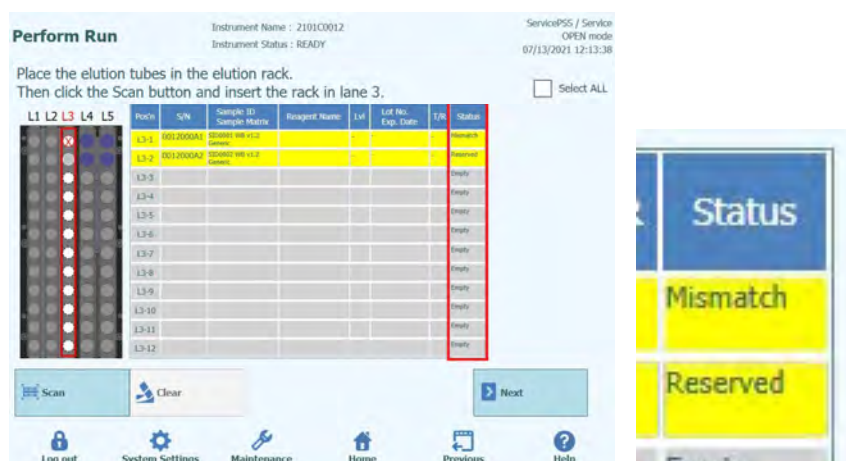 Perform Run
Instrument Name : 2101C0012
Instrument Status : READY
ServicePSS / Service
OPEN mode
07/13/2021 12:13:38
Place the elution tubes in the elution rack.
Then click the Scan button and insert the rack in lane 3.
Select ALL
L1 L2 L3 L4 L5
Pos'n S/N Sample ID Sample Matrix Reagent Name Lvl Lot No. Exp. Date T/R Status
L3-1 0012000A1 Generic - - - Mismatch
L3-2 0012000A2 Generic - - - Reserved
L3-3 Empty
L3-4 Empty
L3-5 Empty
L3-6 Empty
L3-7 Empty
L3-8 Empty
L3-9 Empty
L3-10 Empty
L3-11 Empty
L3-12 Empty
Scan
Clear
Next
Log out
System Settings
Maintenance
Home
Previous
Help
Status
Mismatch
Reserved